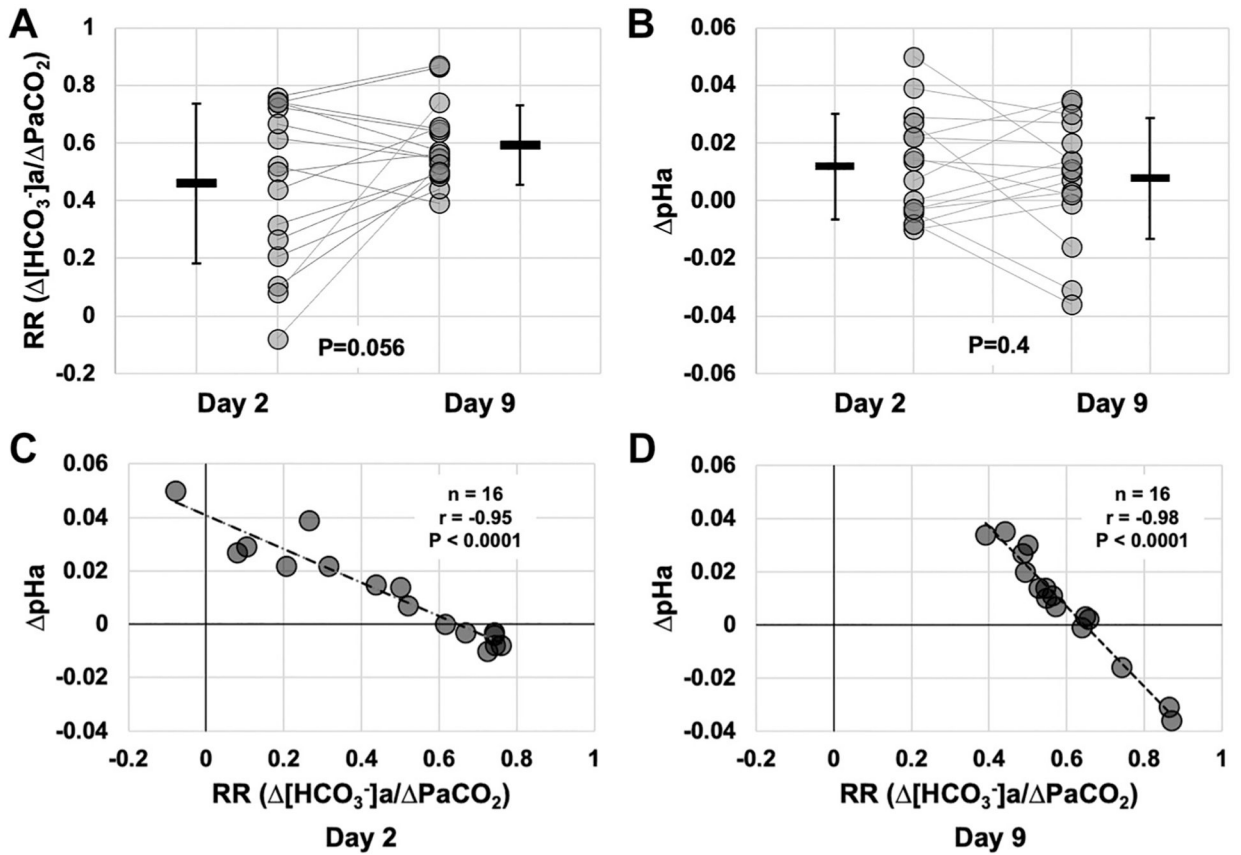 A
RR (Δ[HCO₃⁻]a/ΔPaCO₂)
1
0.8
0.6
0.4
0.2
0
-0.2
P=0.056
Day 2 Day 9
B
ΔpHa
0.06
0.04
0.02
0.00
-0.02
-0.04
-0.06
P=0.4
Day 2 Day 9
C
ΔpHa
0.06
0.04
0.02
0
-0.02
-0.04
n = 16
r = -0.95
P < 0.0001
-0.2 0 0.2 0.4 0.6 0.8 1
RR (Δ[HCO₃⁻]a/ΔPaCO₂)
Day 2
D
ΔpHa
0.06
0.04
0.02
0
-0.02
-0.04
n = 16
r = -0.98
P < 0.0001
-0.2 0 0.2 0.4 0.6 0.8 1
RR (Δ[HCO₃⁻]a/ΔPaCO₂)
Day 9